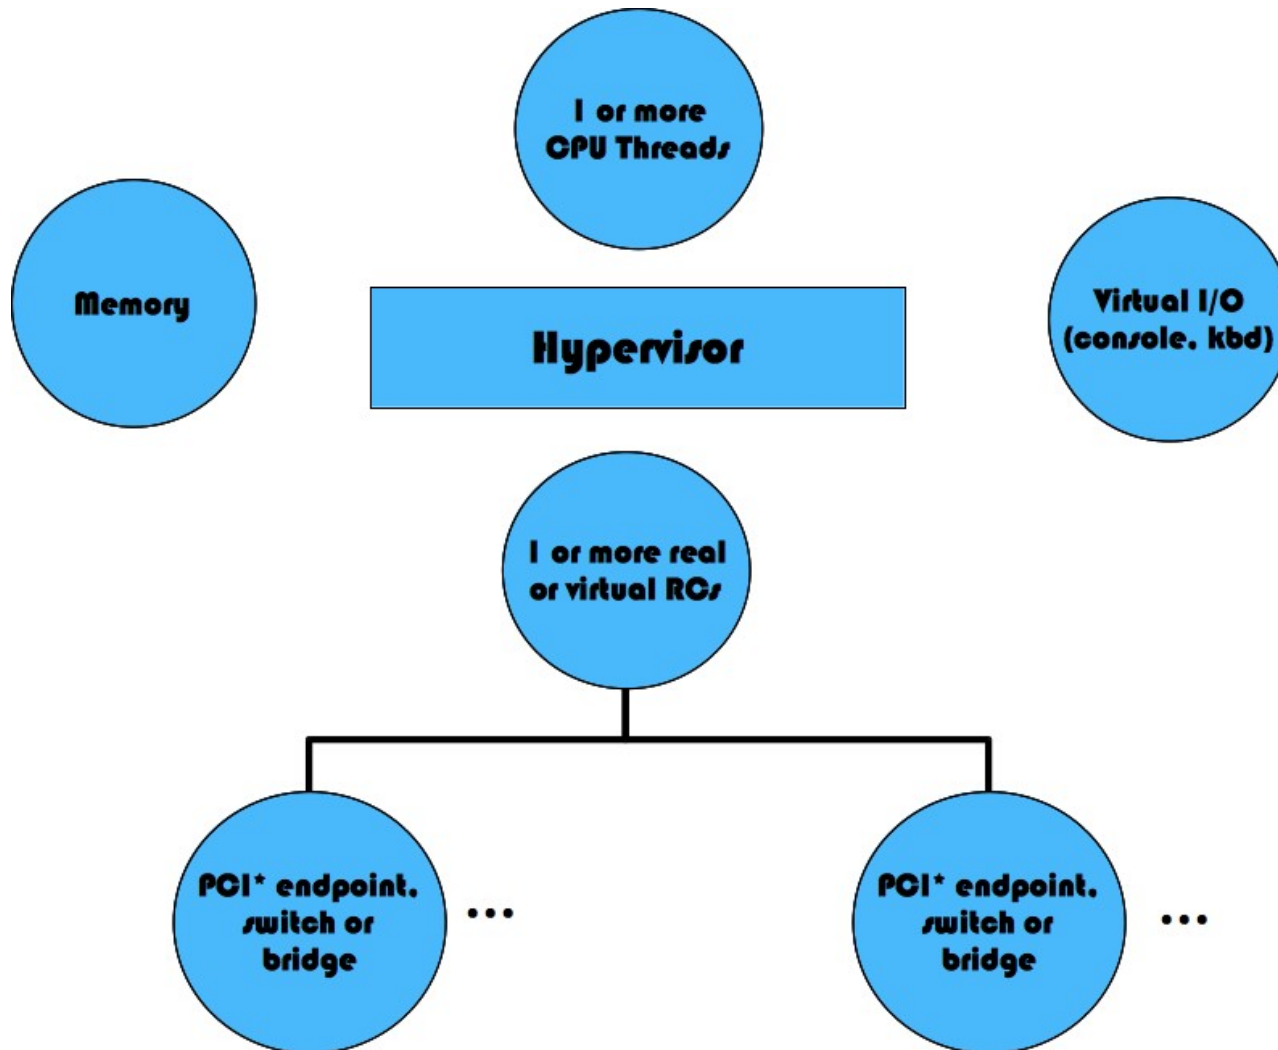 1 or more
CPU Threads
Memory
Virtual I/O
(console, kbd)
Hypervisor
1 or more real
or virtual RCs
PCI* endpoint,
switch or
bridge
...
PCI* endpoint,
switch or
bridge
...